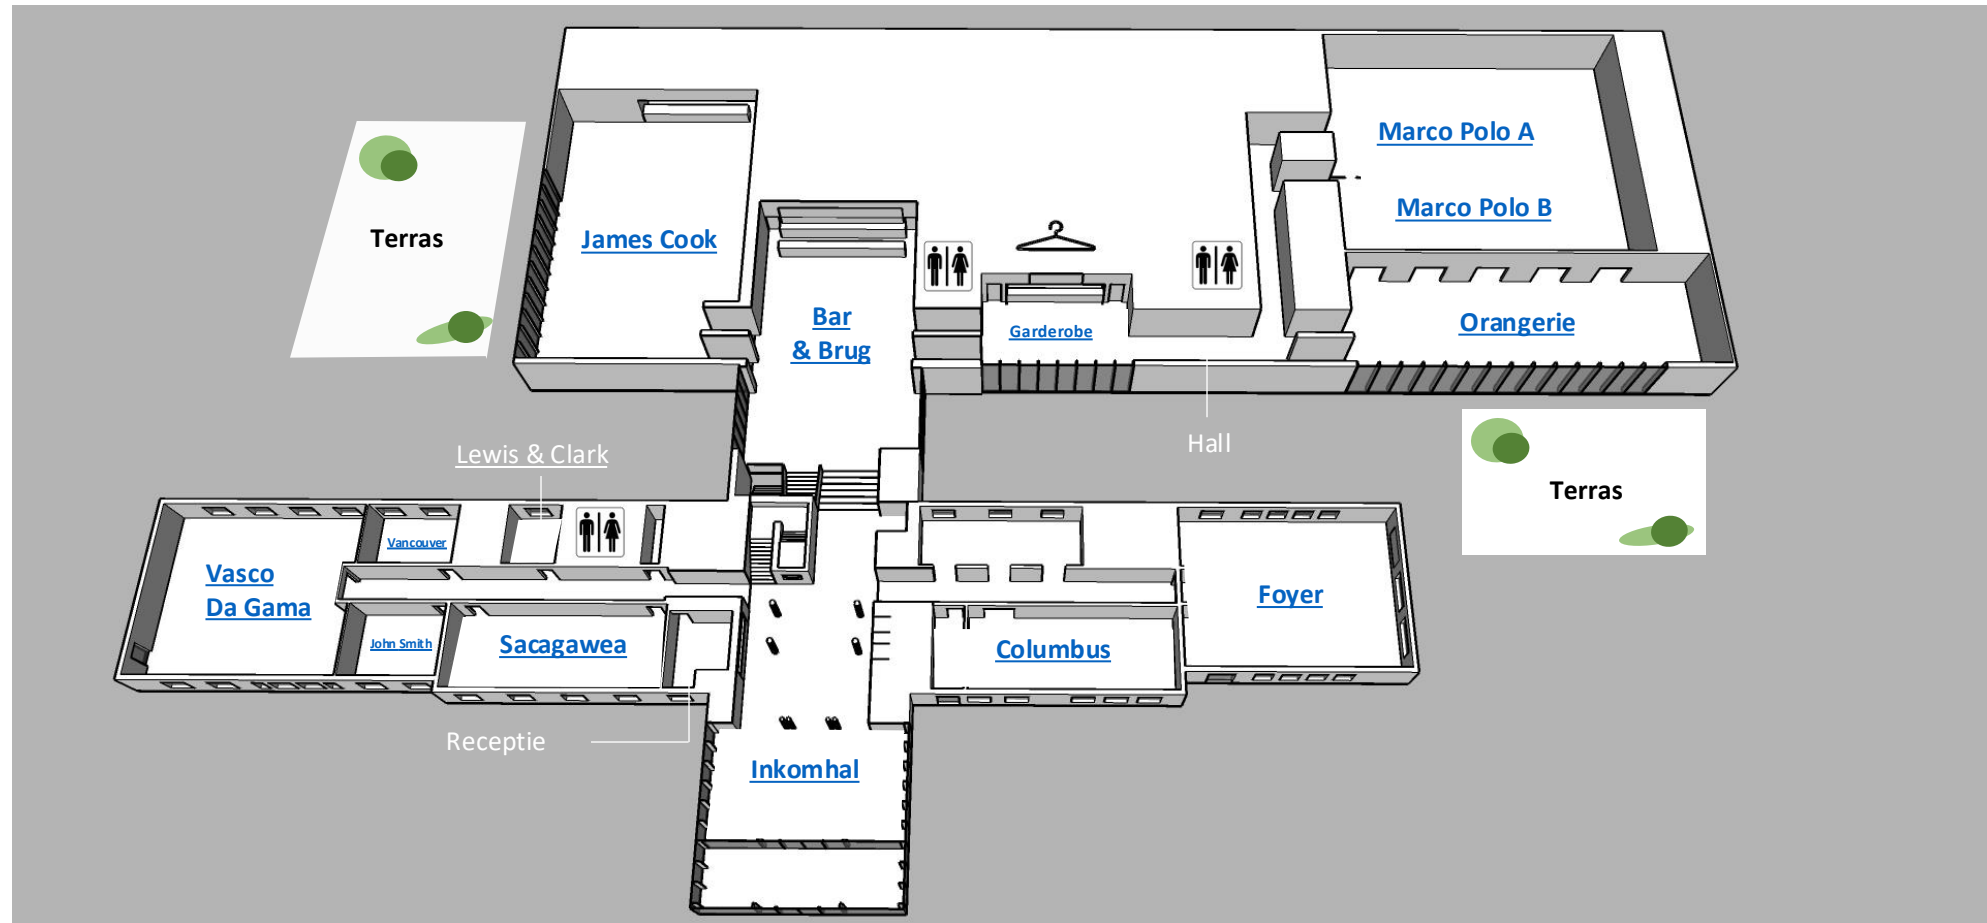 Marco Polo A
Marco Polo B
Terras
James Cook
Bar
& Brug
Garderobe
Orangerie
Hall
Lewis & Clark
Terras
Vancouver
Vasco
Da Gama
Foyer
John Smith
Sacagawea
Columbus
Receptie
Inkomhal